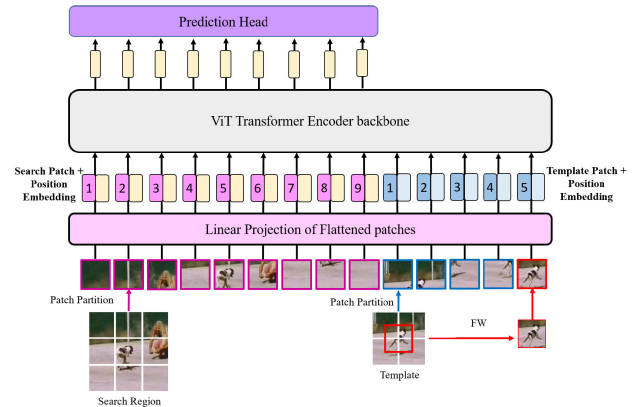 Prediction Head
ViT Transformer Encoder backbone
Search Patch +
Position
Embedding
1 2 3 4 5 6 7 8 9 1 2 3 4 5
Template Patch +
Position
Embedding
Linear Projection of Flattened patches
Patch Partition
Patch Partition
FW
Search Region
Template